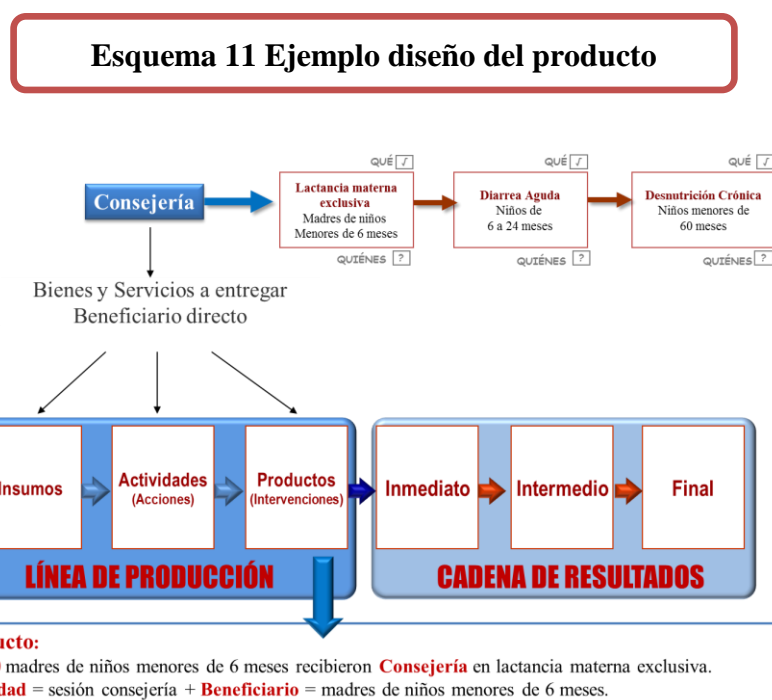 Esquema 11 Ejemplo diseño del producto
QUÉ √
QUÉ √
QUÉ √
Consejería
Lactancia materna
exclusiva
Madres de niños
Menores de 6 meses
Diarrea Aguda
Niños de
6 a 24 meses
Desnutrición Crónica
Niños menores de
60 meses
QUIÉNES ?
QUIÉNES ?
QUIÉNES ?
Bienes y Servicios a entregar
Beneficiario directo
Insumos
Actividades
(Acciones)
Productos
(Intervenciones)
Inmediato
Intermedio
Final
LÍNEA DE PRODUCCIÓN
CADENA DE RESULTADOS
madres de niños menores de 6 meses recibieron Consejería en lactancia materna exclusiva.
= sesión consejería + Beneficiario = madres de niños menores de 6 meses.